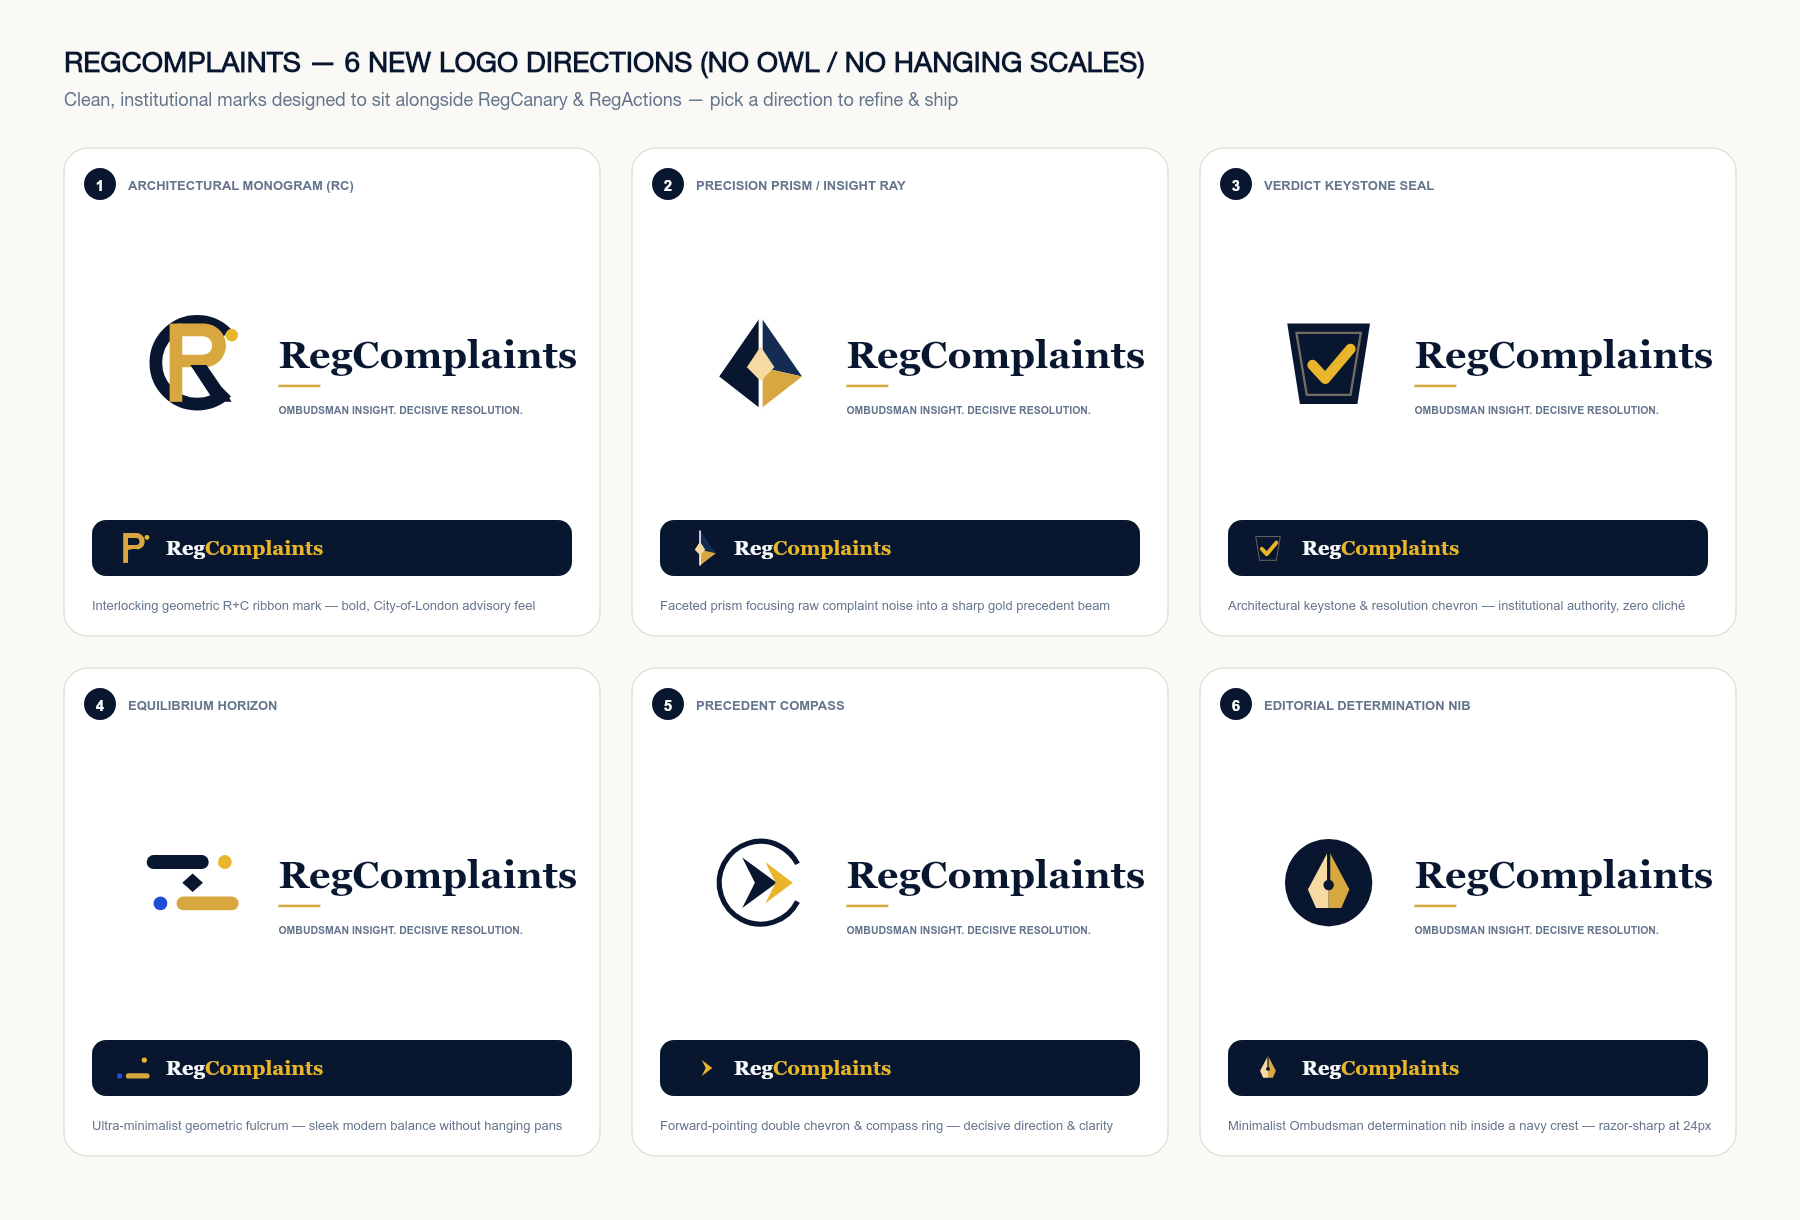 REGCOMPLAINTS — 6 NEW LOGO DIRECTIONS (NO OWL / NO HANGING SCALES)
Clean, institutional marks designed to sit alongside RegCanary & RegActions — pick a direction to refine & ship
1 ARCHITECTURAL MONOGRAM (RC)
RegComplaints
OMBUDSMAN INSIGHT. DECISIVE RESOLUTION.
RegComplaints
Interlocking geometric R+C ribbon mark — bold, City-of-London advisory feel
2 PRECISION PRISM / INSIGHT RAY
RegComplaints
OMBUDSMAN INSIGHT. DECISIVE RESOLUTION.
RegComplaints
Faceted prism focusing raw complaint noise into a sharp gold precedent beam
3 VERDICT KEYSTONE SEAL
RegComplaints
OMBUDSMAN INSIGHT. DECISIVE RESOLUTION.
RegComplaints
Architectural keystone & resolution chevron — institutional authority, zero cliché
4 EQUILIBRIUM HORIZON
RegComplaints
OMBUDSMAN INSIGHT. DECISIVE RESOLUTION.
RegComplaints
Ultra-minimalist geometric fulcrum — sleek modern balance without hanging pans
5 PRECEDENT COMPASS
RegComplaints
OMBUDSMAN INSIGHT. DECISIVE RESOLUTION.
RegComplaints
Forward-pointing double chevron & compass ring — decisive direction & clarity
6 EDITORIAL DETERMINATION NIB
RegComplaints
OMBUDSMAN INSIGHT. DECISIVE RESOLUTION.
RegComplaints
Minimalist Ombudsman determination nib inside a navy crest — razor-sharp at 24px